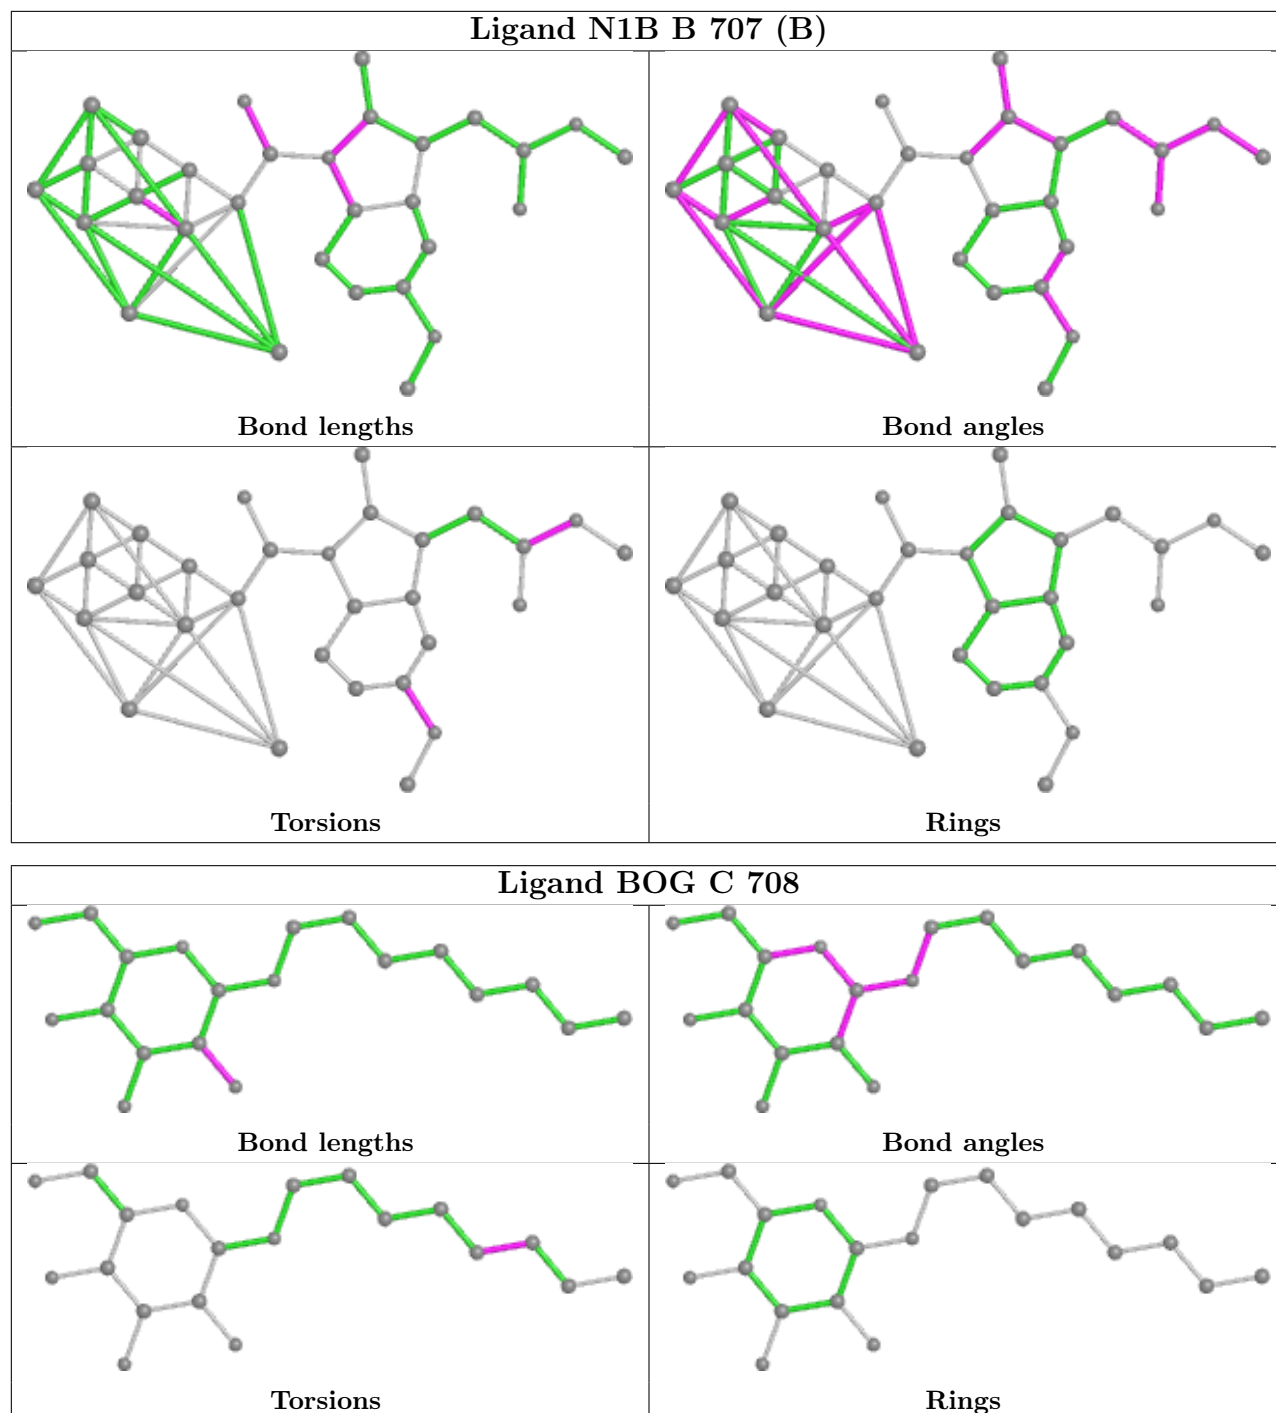 Ligand N1B B 707 (B)
Bond lengths
Bond angles
Torsions
Rings
Ligand BOG C 708
Bond lengths
Bond angles
Torsions
Rings